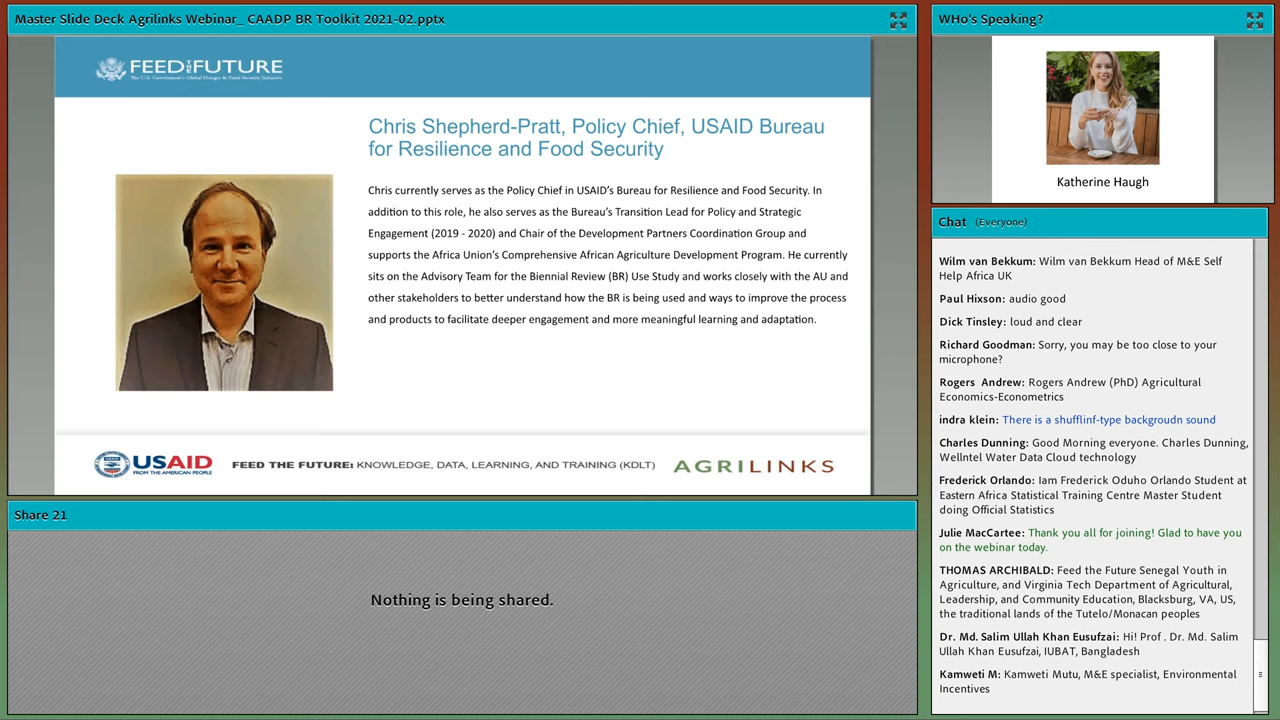 Master Slide Deck Agrilinks Webinar_ CAADP BR Toolkit 2021-02.pptx
FEED THE FUTURE
The U.S. Government's Global Hunger & Food Security Initiative
Chris Shepherd-Pratt, Policy Chief, USAID Bureau
for Resilience and Food Security
Chris currently serves as the Policy Chief in USAID's Bureau for Resilience and Food Security. In
addition to this role, he also serves as the Bureau's Transition Lead for Policy and Strategic
Engagement (2019 - 2020) and Chair of the Development Partners Coordination Group and
supports the Africa Union's Comprehensive African Agriculture Development Program. He currently
sits on the Advisory Team for the Biennial Review (BR) Use Study and works closely with the AU and
other stakeholders to better understand how the BR is being used and ways to improve the process
and products to facilitate deeper engagement and more meaningful learning and adaptation.
USAID
FROM THE AMERICAN PEOPLE
FEED THE FUTURE: KNOWLEDGE, DATA, LEARNING, AND TRAINING (KDLT)
AGRILINKS
Share 21
Nothing is being shared.
WHo's Speaking?
Katherine Haugh
Chat (Everyone)
Wilm van Bekkum: Wilm van Bekkum Head of M&E Self
Help Africa UK
Paul Hixson: audio good
Dick Tinsley: loud and clear
Richard Goodman: Sorry, you may be too close to your
microphone?
Rogers Andrew: Rogers Andrew (PhD) Agricultural
Economics-Econometrics
indra klein: There is a shufflinf-type backgroudn sound
Charles Dunning: Good Morning everyone. Charles Dunning,
Wellntel Water Data Cloud technology
Frederick Orlando: Iam Frederick Oduho Orlando Student at
Eastern Africa Statistical Training Centre Master Student
doing Official Statistics
Julie MacCartee: Thank you all for joining! Glad to have you
on the webinar today.
THOMAS ARCHIBALD: Feed the Future Senegal Youth in
Agriculture, and Virginia Tech Department of Agricultural,
Leadership, and Community Education, Blacksburg, VA, US,
the traditional lands of the Tutelo/Monacan peoples
Dr. Md. Salim Ullah Khan Eusufzai: Hi! Prof . Dr. Md. Salim
Ullah Khan Eusufzai, IUBAT, Bangladesh
Kamweti M: Kamweti Mutu, M&E specialist, Environmental
Incentives